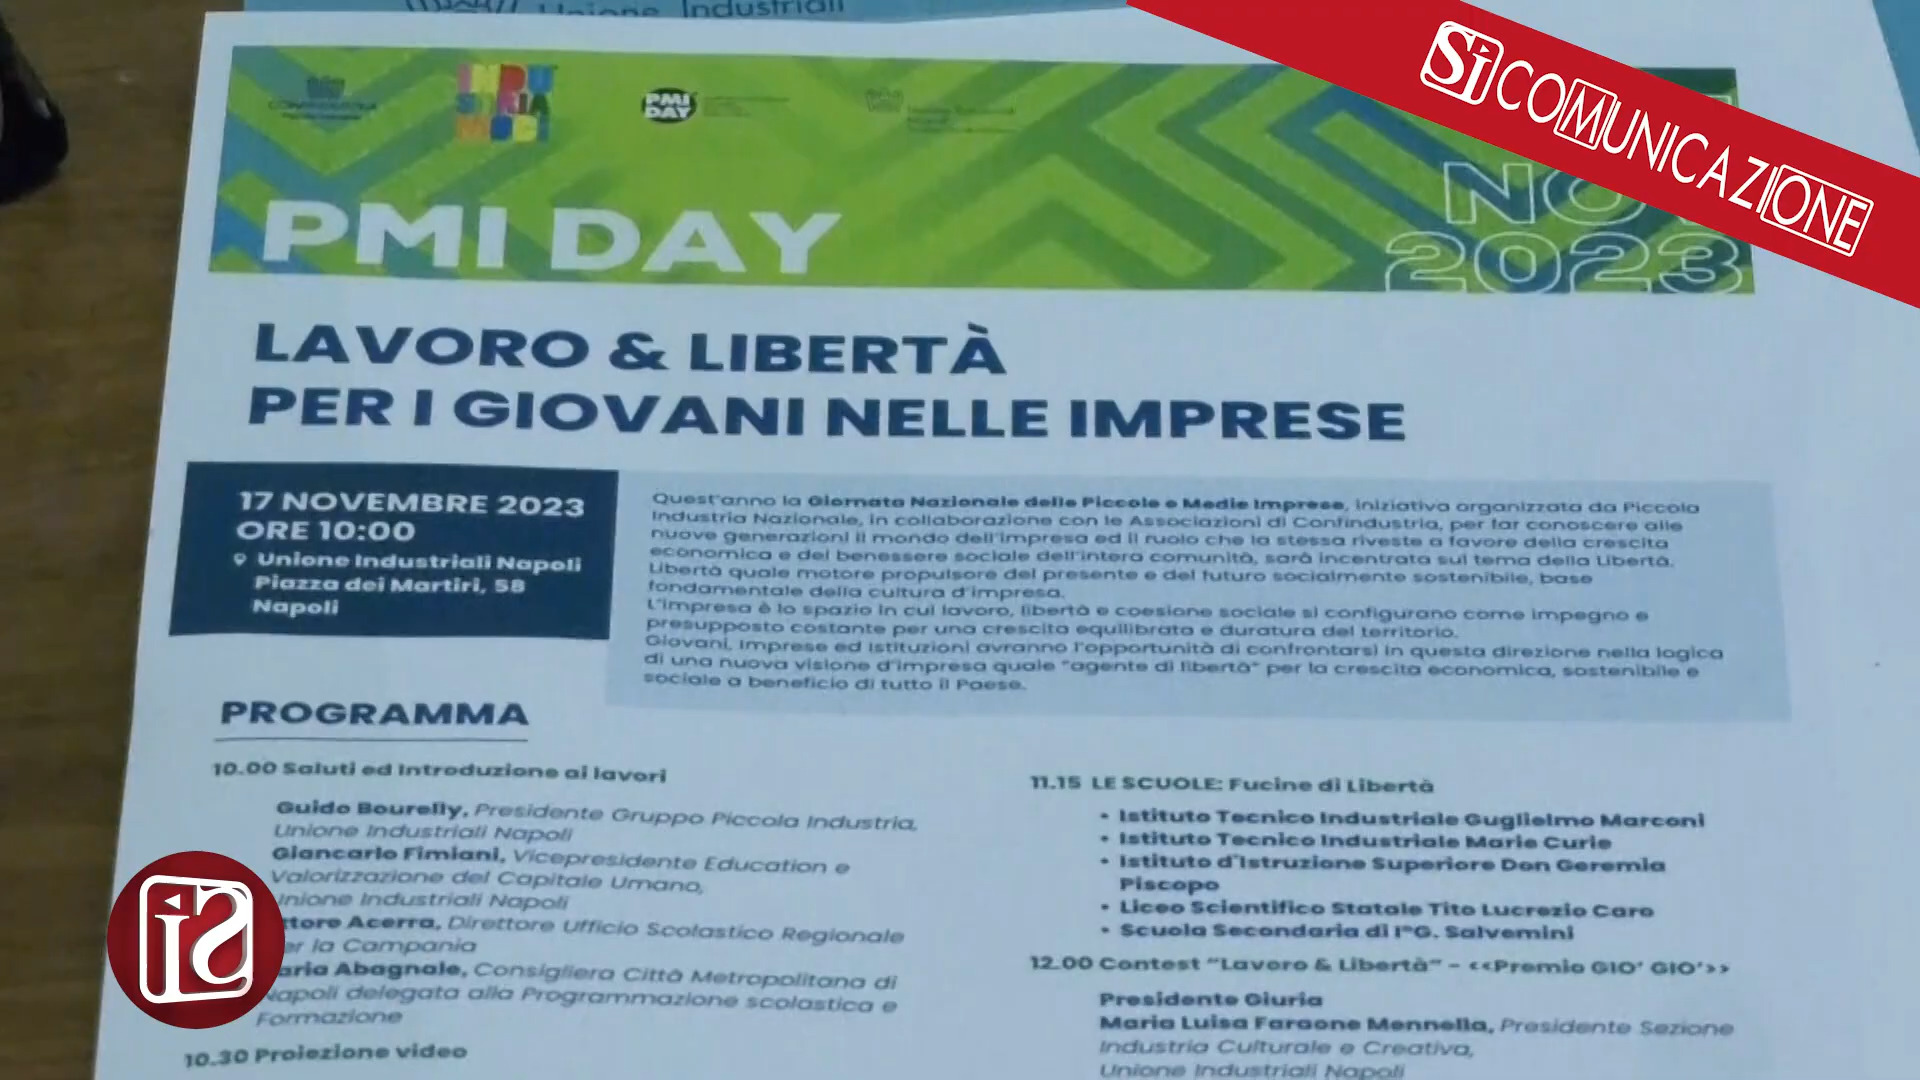 Unione Industriali
INDU
STRIA
MOCI
PMI
DAY
PMI DAY
2023
SiCOMUNICAZIONE
LAVORO & LIBERTÀ
PER I GIOVANI NELLE IMPRESE
17 NOVEMBRE 2023
ORE 10:00
Unione Industriali Napoli
Piazza dei Martiri, 58
Napoli
Quest'anno la Giornata Nazionale delle Piccole e Medie Imprese, iniziativa organizzata da Piccola
Industria Nazionale, in collaborazione con le Associazioni di Confindustria, per far conoscere alle
nuove generazioni il mondo dell'impresa ed il ruolo che la stessa riveste a favore della crescita
economica e del benessere sociale dell'intera comunità, sarà incentrata sul tema della Libertà.
Libertà quale motore propulsore del presente e del futuro socialmente sostenibile, base
fondamentale della cultura d'impresa.
L'impresa è lo spazio in cui lavoro, libertà e coesione sociale si configurano come impegno e
presupposto costante per una crescita equilibrata e duratura del territorio.
Giovani, Imprese ed Istituzioni avranno l'opportunità di confrontarsi in questa direzione nella logica
di una nuova visione d'impresa quale "agente di libertà" per la crescita economica, sostenibile e
sociale a beneficio di tutto il Paese.
PROGRAMMA
10.00 Saluti ed Introduzione ai lavori
Guido Bourelly, Presidente Gruppo Piccola Industria,
Unione Industriali Napoli
Giancarlo Fimiani, Vicepresidente Education e
Valorizzazione del Capitale Umano,
Unione Industriali Napoli
ttore Acerra, Direttore Ufficio Scolastico Regionale
er la Campania
aria Abagnale, Consigliera Città Metropolitana di
Napoli delegata alla Programmazione scolastica e
Formazione
10.30 Proiezione video
11.15 LE SCUOLE: Fucine di Libertà
• Istituto Tecnico Industriale Guglielmo Marconi
• Istituto Tecnico Industriale Marie Curie
• Istituto d'Istruzione Superiore Don Geremia
Piscopo
• Liceo Scientifico Statale Tito Lucrezio Caro
• Scuola Secondaria di I°G. Salvemini
12.00 Contest "Lavoro & Libertà" - <<Premio GIO' GIO'>>
Presidente Giuria
Maria Luisa Faraone Mennella, Presidente Sezione
Industria Culturale e Creativa,
Unione Industriali Napoli